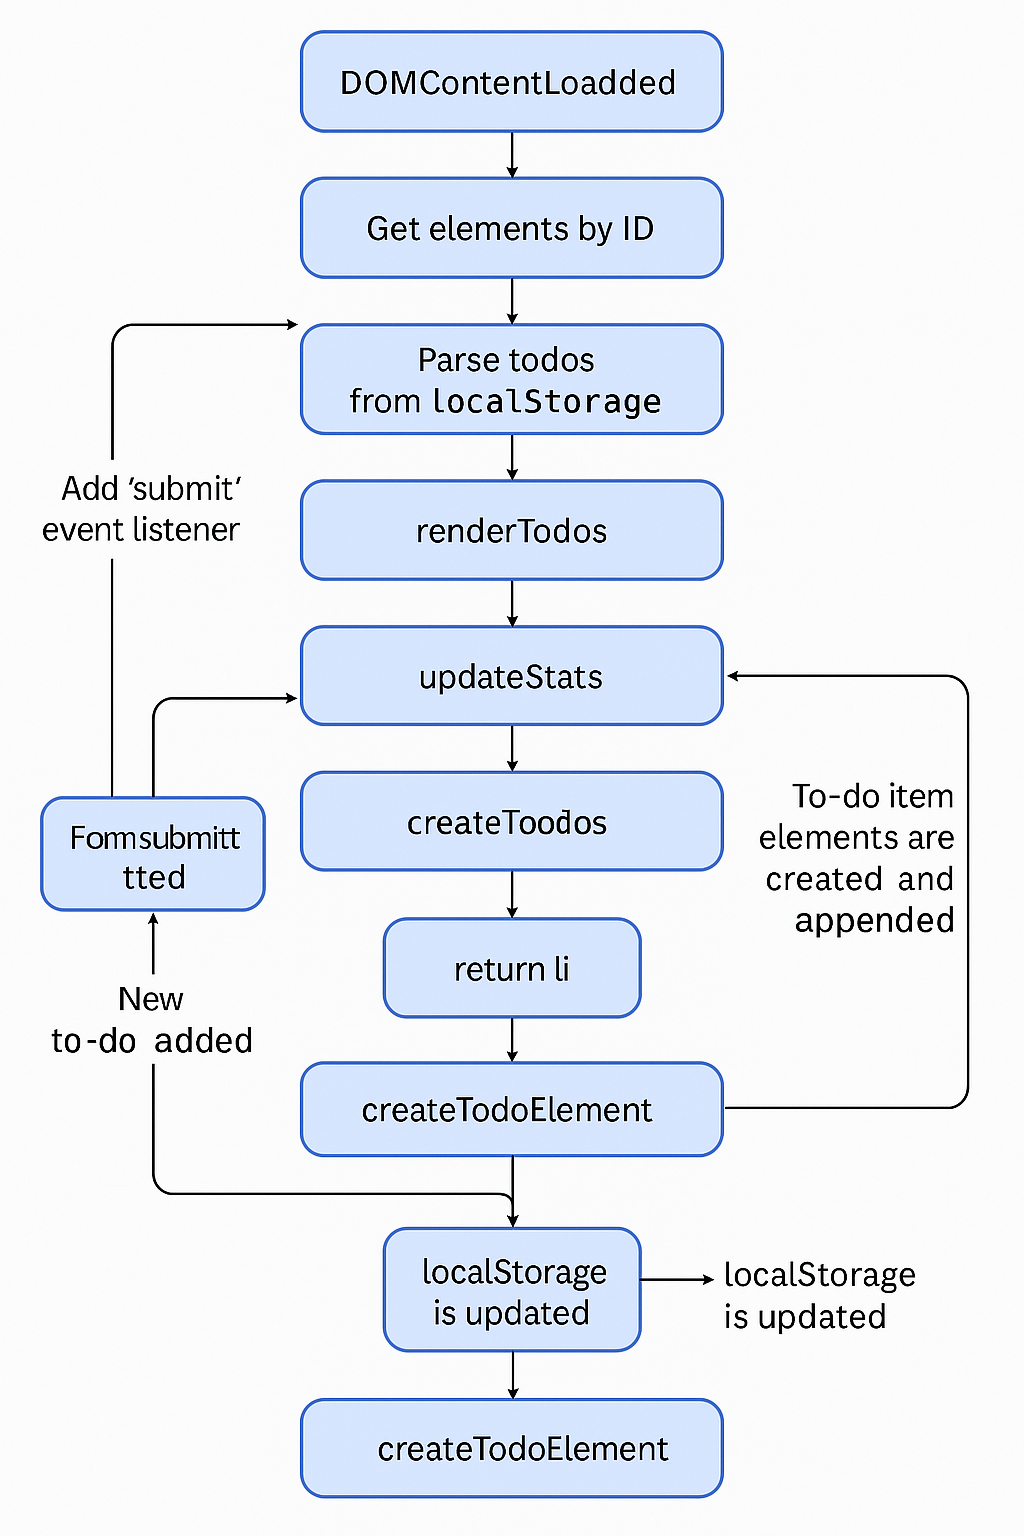 DOMContentLoadded
Get elements by ID
Parse todos
from localStorage
Add ‘submit‘
event listener
renderTodos
updateStats
createToodos
Formsubmitt
tted
To-do item
elements are
created and
appended
return li
New
to-do added
createTodoElement
localStorage
is updated
localStorage
is updated
createTodoElement